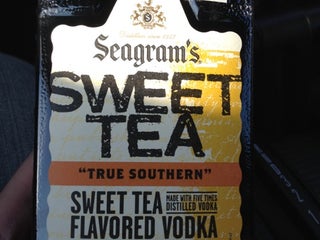 Distillers since 1857
S
Seagram's
SWEET
TEA
"TRUE SOUTHERN"
SWEET TEA MADE WITH FIVE TIMES DISTILLED VODKA
FLAVORED VODKA